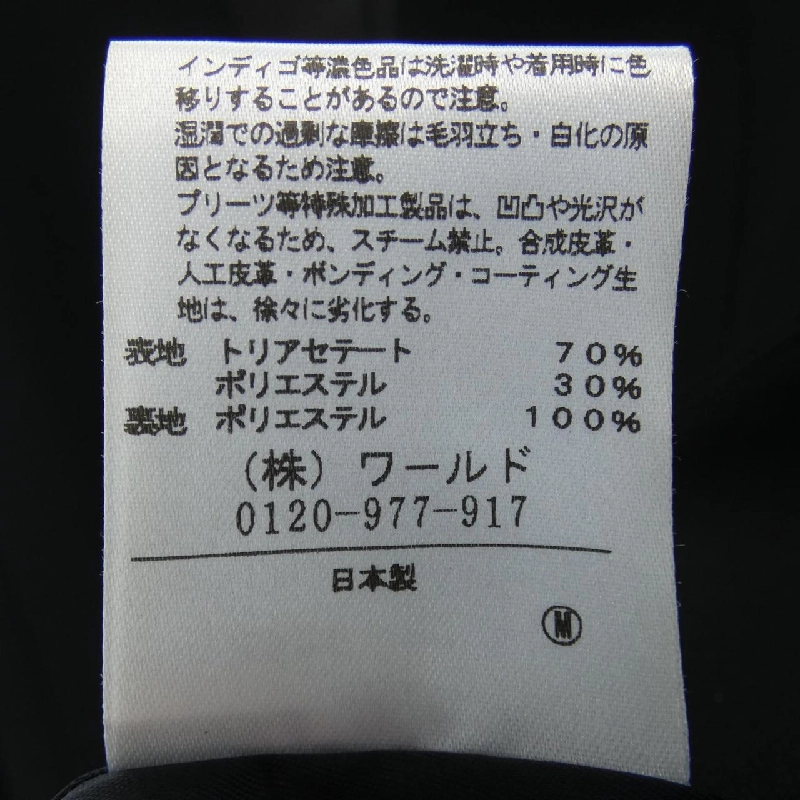 インディゴ等濃色品は洗濯時や着用時に色
移りすることがあるので注意。
湿潤での過剰な摩擦は毛羽立ち・白化の原
因となるため注意。
プリーツ等特殊加工製品は、凹凸や光沢が
なくなるため、スチーム禁止。合成皮革・
人工皮革・ボンディング・コーティング生
地は、徐々に劣化する。
表地 トリアセテート 70%
ポリエステル 30%
裏地 ポリエステル 100%
(株) ワールド
0120-977-917
日本製
M